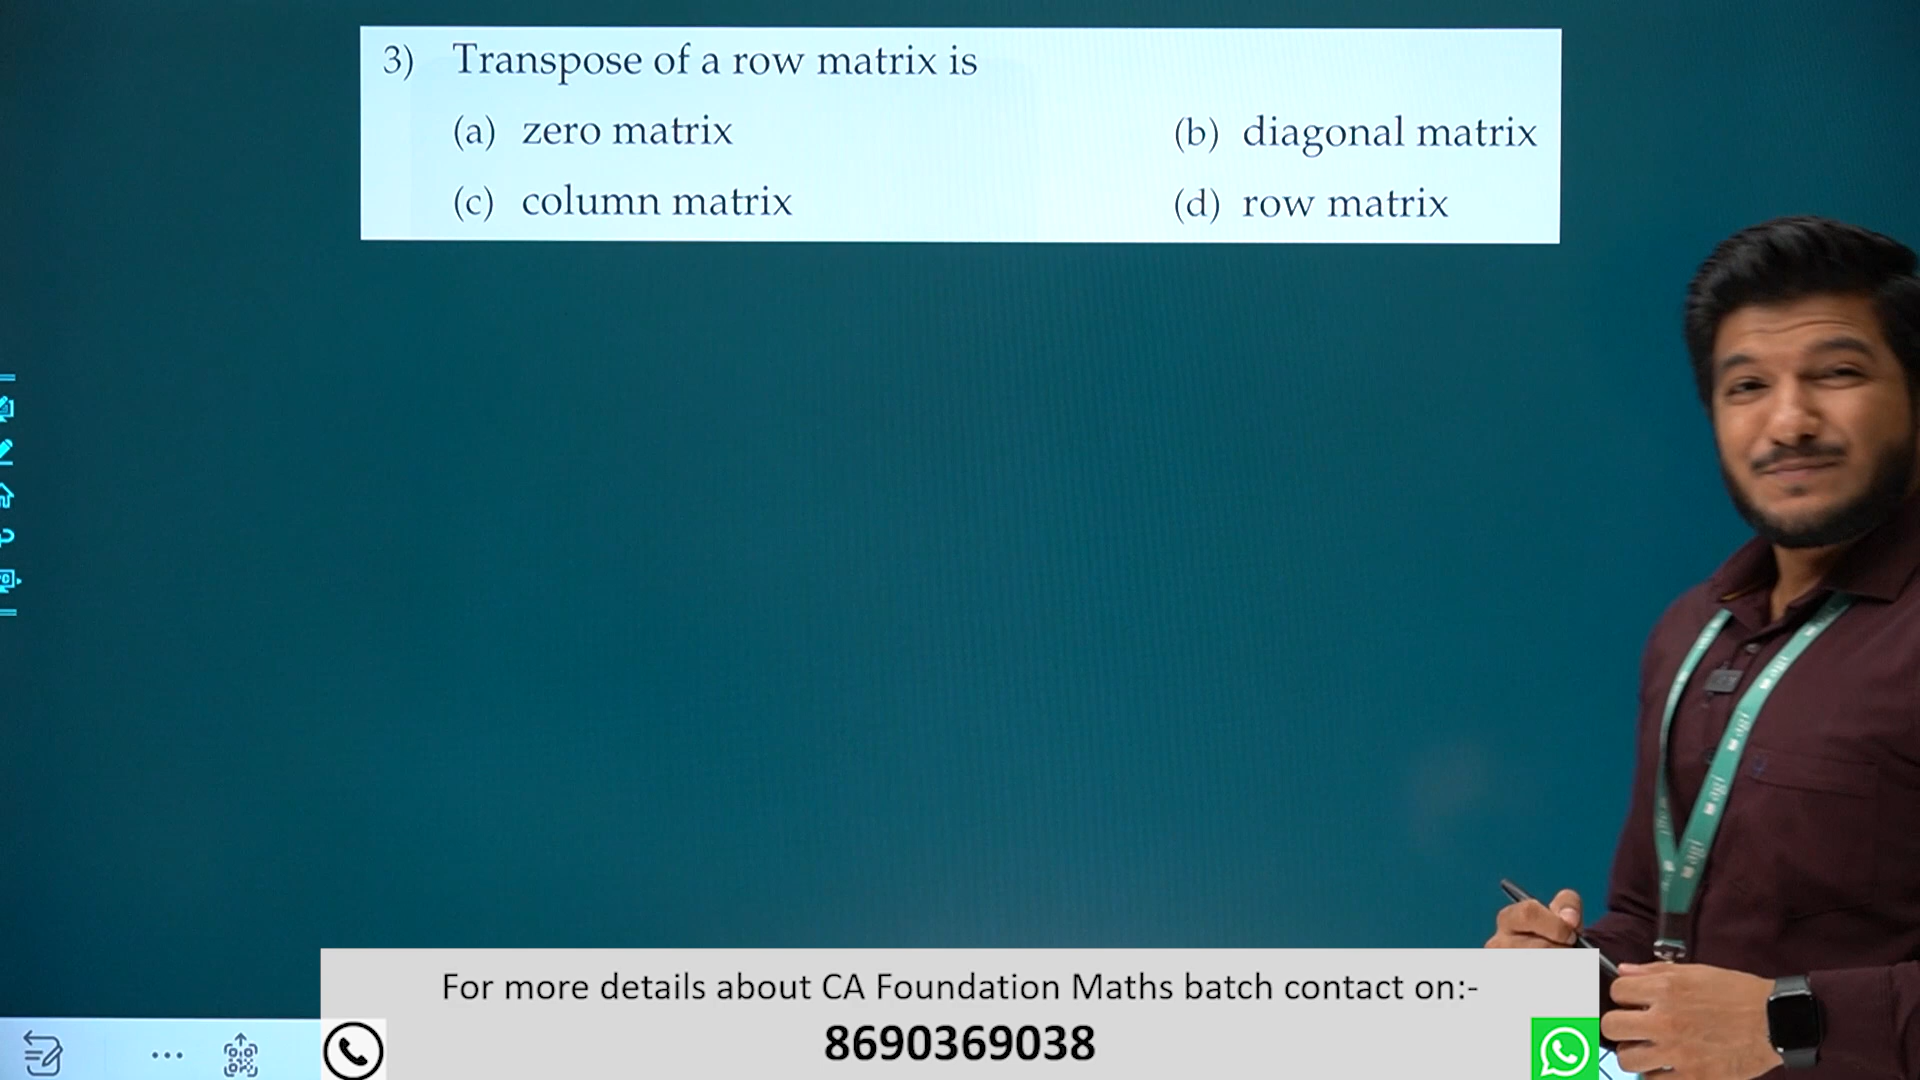 3) Transpose of a row matrix is
(a) zero matrix (b) diagonal matrix
(c) column matrix (d) row matrix
For more details about CA Foundation Maths batch contact on:-
8690369038